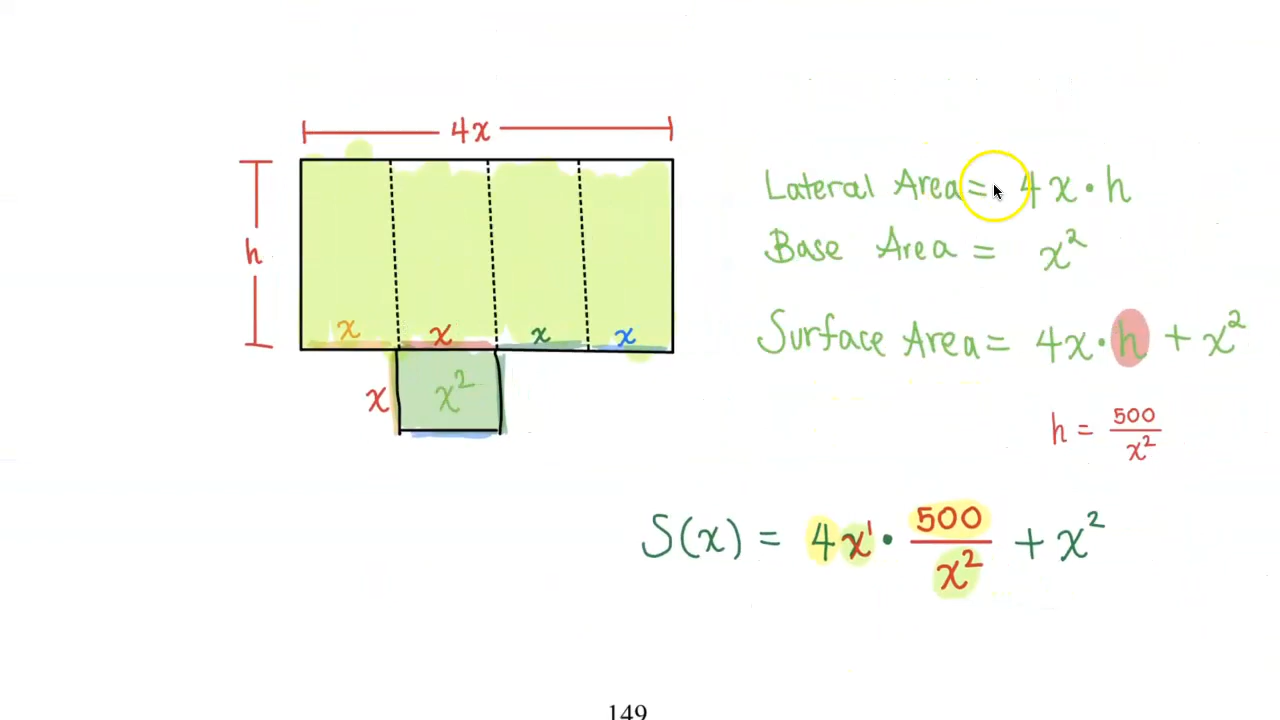 4x
Lateral Area = 4x · h
h
Base Area = x²
x x x x
Surface Area = 4x · h + x²
x x²
h = 500/x²
S(x) = 4x¹ · 500/x² + x²
149